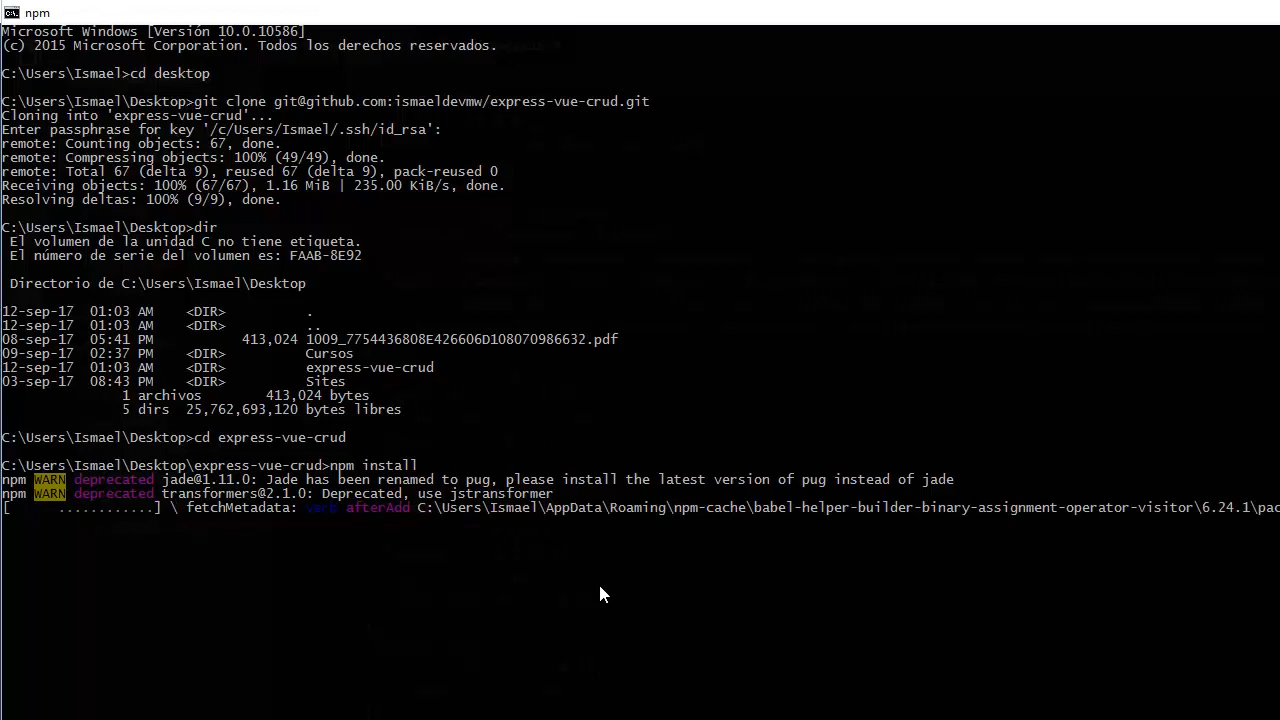 npm
Microsoft Windows [Versión 10.0.10586]
(c) 2015 Microsoft Corporation. Todos los derechos reservados.
C:\Users\Ismael>cd desktop
C:\Users\Ismael\Desktop>git clone git@github.com:ismaeldevmw/express-vue-crud.git
Cloning into 'express-vue-crud'...
Enter passphrase for key '/c/Users/Ismael/.ssh/id_rsa':
remote: Counting objects: 67, done.
remote: Compressing objects: 100% (49/49), done.
remote: Total 67 (delta 9), reused 67 (delta 9), pack-reused 0
Receiving objects: 100% (67/67), 1.16 MiB | 235.00 KiB/s, done.
Resolving deltas: 100% (9/9), done.
C:\Users\Ismael\Desktop>dir
El volumen de la unidad C no tiene etiqueta.
El número de serie del volumen es: FAAB-8E92
Directorio de C:\Users\Ismael\Desktop
12-sep-17 01:03 AM <DIR> .
12-sep-17 01:03 AM <DIR> ..
08-sep-17 05:41 PM 413,024 1009_7754436808E426606D108070986632.pdf
09-sep-17 02:37 PM <DIR> Cursos
12-sep-17 01:03 AM <DIR> express-vue-crud
03-sep-17 08:43 PM <DIR> Sites
1 archivos 413,024 bytes
5 dirs 25,762,693,120 bytes libres
C:\Users\Ismael\Desktop>cd express-vue-crud
C:\Users\Ismael\Desktop\express-vue-crud>npm install
npm WARN deprecated jade@1.11.0: Jade has been renamed to pug, please install the latest version of pug instead of jade
npm WARN deprecated transformers@2.1.0: Deprecated, use jstransformer
[ ............] \ fetchMetadata: verb afterAdd C:\Users\Ismael\AppData\Roaming\npm-cache\babel-helper-builder-binary-assignment-operator-visitor\6.24.1\pac